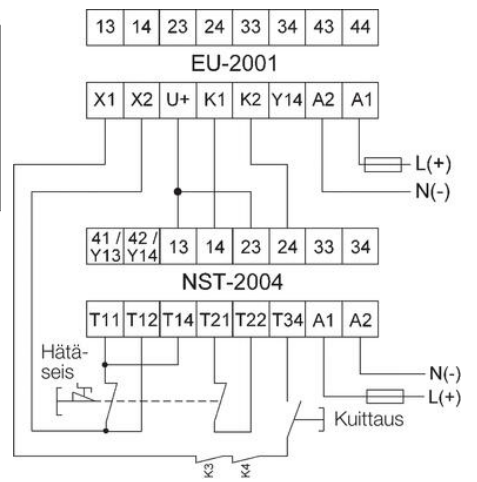 13 14 23 24 33 34 43 44
EU-2001
X1 X2 U+ K1 K2 Y14 A2 A1
L(+)
N(-)
41 / Y13 42 / Y14 13 14 23 24 33 34
NST-2004
T11 T12 T14 T21 T22 T34 A1 A2
Hätä-
seis
N(-)
L(+)
Kuittaus
K3 K4